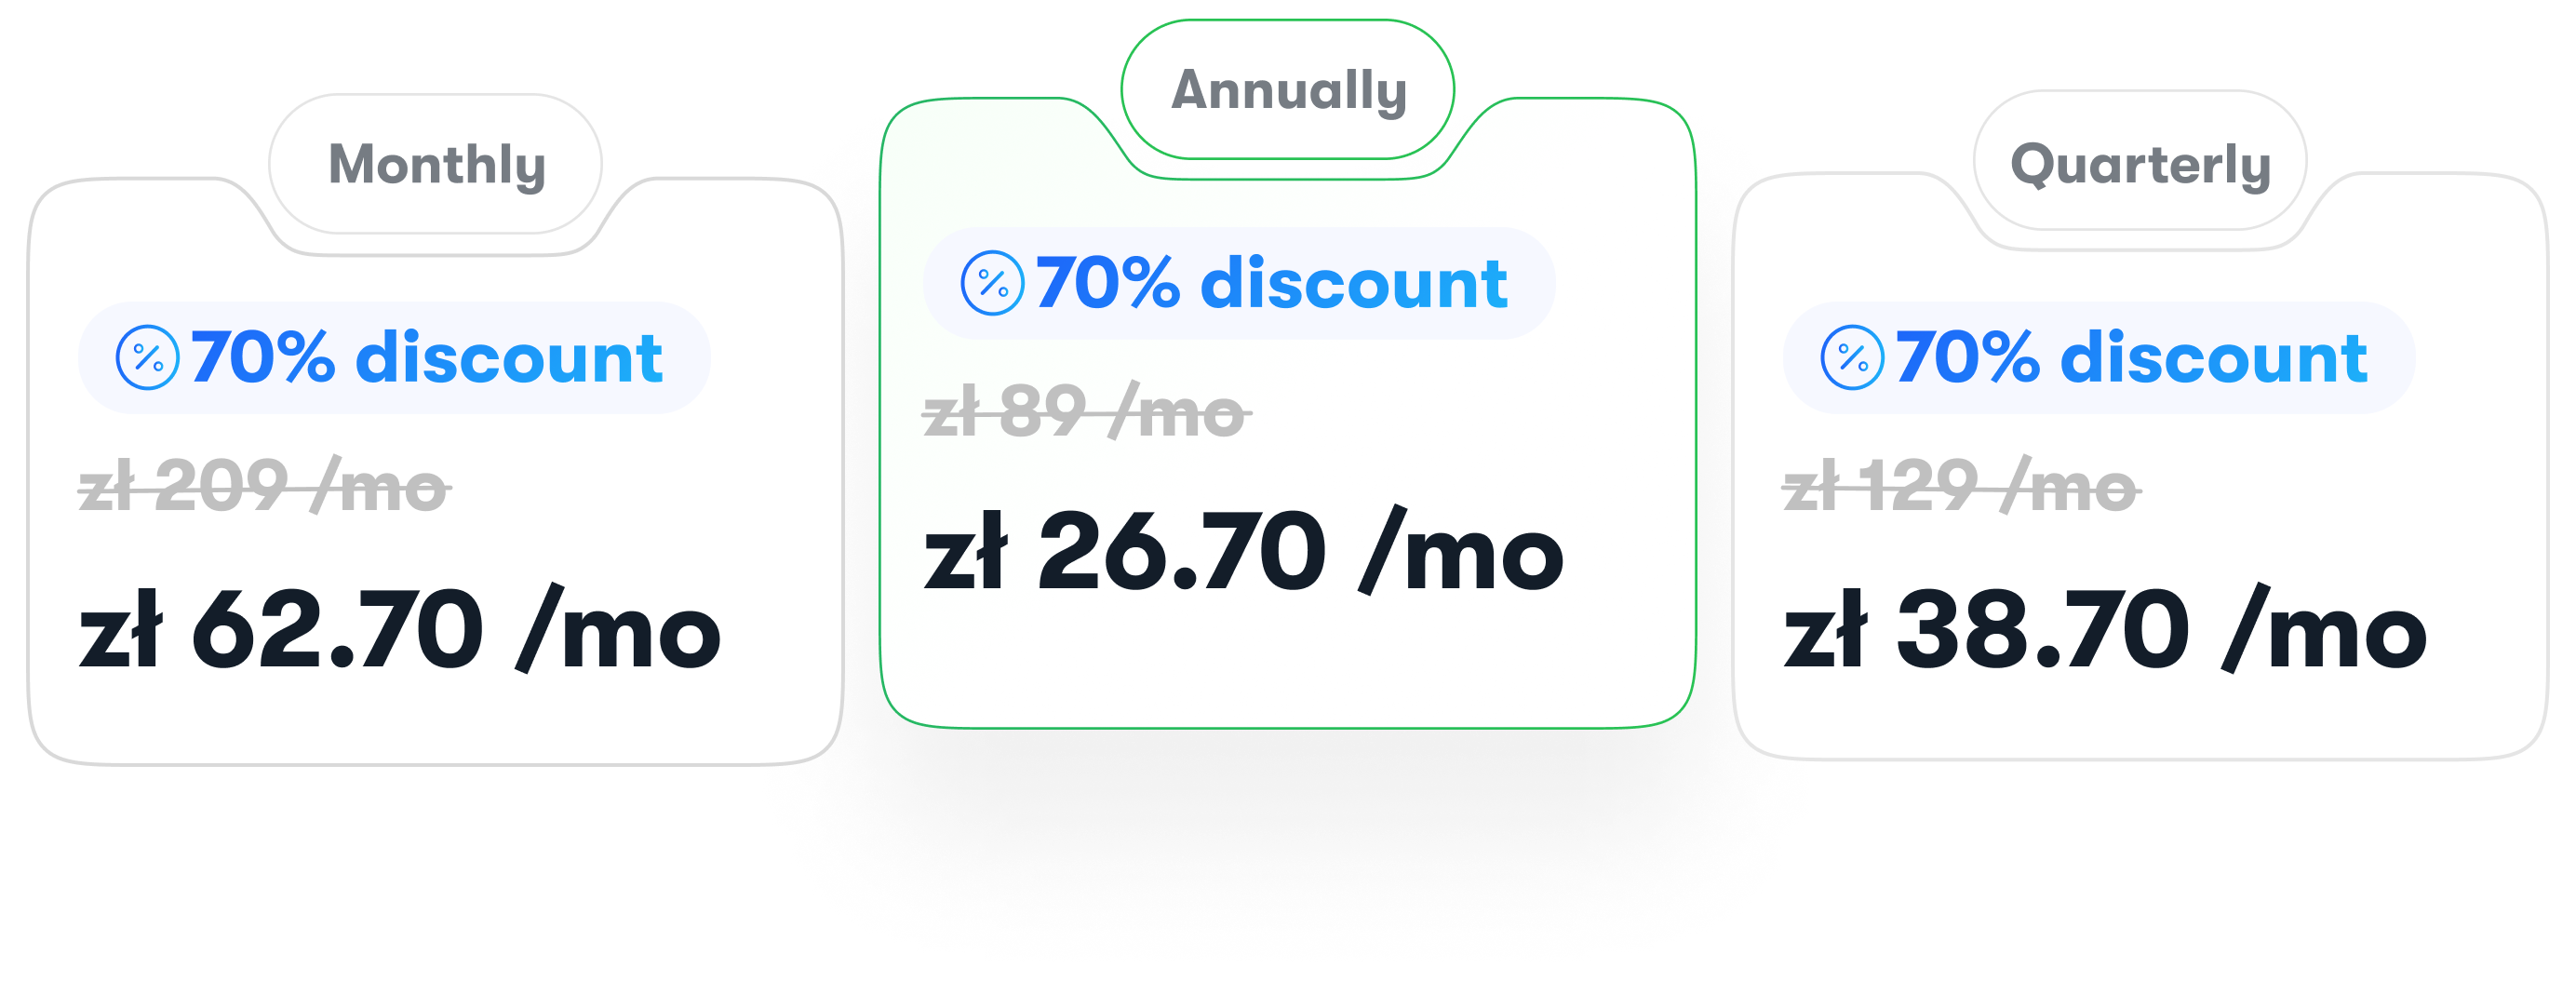 Monthly
70% discount
zł 209 /mo
zł 62.70 /mo
Annually
70% discount
zł 89 /mo
zł 26.70 /mo
Quarterly
70% discount
zł 129 /mo
zł 38.70 /mo